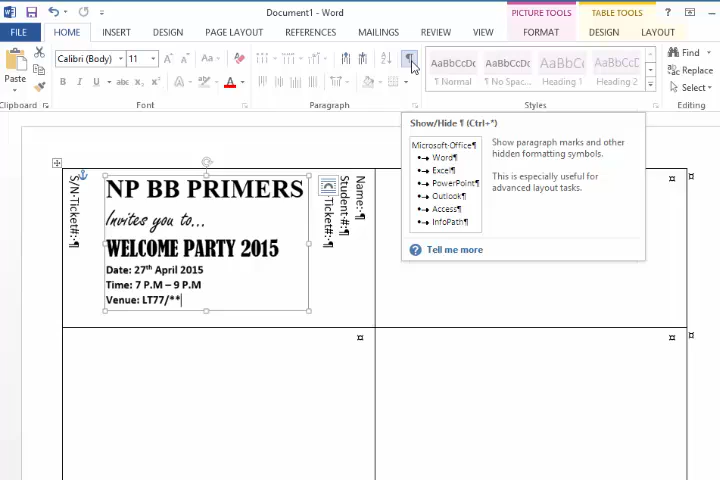 Document1 - Word
PICTURE TOOLS
TABLE TOOLS
FILE
HOME
INSERT
DESIGN
PAGE LAYOUT
REFERENCES
MAILINGS
REVIEW
VIEW
FORMAT
DESIGN
LAYOUT
Paste
Calibri (Body)
11
Aa
B I U
A
AaBbCcDc
AaBbCcDc
AaBbCc
AaBbCcD
¶ Normal
¶ No Spac...
Heading 1
Heading 2
Find
Replace
Select
Clipboard
Font
Paragraph
Styles
Editing
Show/Hide ¶ (Ctrl+*)
Microsoft·Office¶
Word¶
Excel¶
PowerPoint¶
Outlook¶
Access¶
InfoPath¶
Show paragraph marks and other
hidden formatting symbols.
This is especially useful for
advanced layout tasks.
Tell me more
S/N·Ticket#:·¶
NP BB PRIMERS
Invites you to...
WELCOME PARTY 2015
Date: 27th April 2015
Time: 7 P.M – 9 P.M
Venue: LT77/**
Name:·¶
Student·#:·¶
Ticket#:·¶